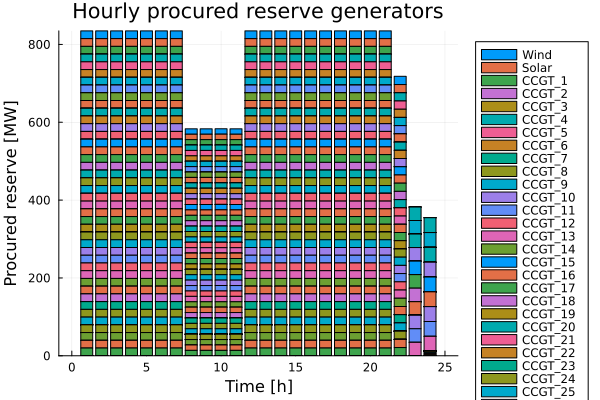 Hourly procured reserve generators
Procured reserve [MW]
800
600
400
200
0
0 5 10 15 20 25
Time [h]
Wind
Solar
CCGT_1
CCGT_2
CCGT_3
CCGT_4
CCGT_5
CCGT_6
CCGT_7
CCGT_8
CCGT_9
CCGT_10
CCGT_11
CCGT_12
CCGT_13
CCGT_14
CCGT_15
CCGT_16
CCGT_17
CCGT_18
CCGT_19
CCGT_20
CCGT_21
CCGT_22
CCGT_23
CCGT_24
CCGT_25